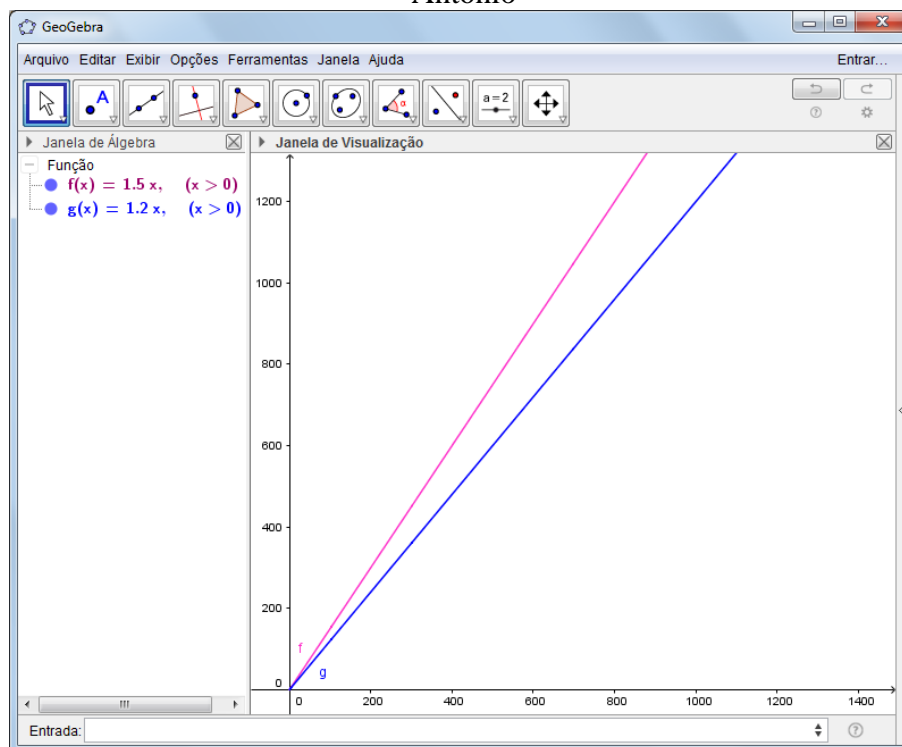 Antonio
GeoGebra
Arquivo Editar Exibir Opções Ferramentas Janela Ajuda Entrar...
A α a = 2
Janela de Álgebra
Função
f(x) = 1.5 x, (x > 0)
g(x) = 1.2 x, (x > 0)
Janela de Visualização
1200
1000
800
600
400
200
0
f
g
0 200 400 600 800 1000 1200 1400
Entrada: